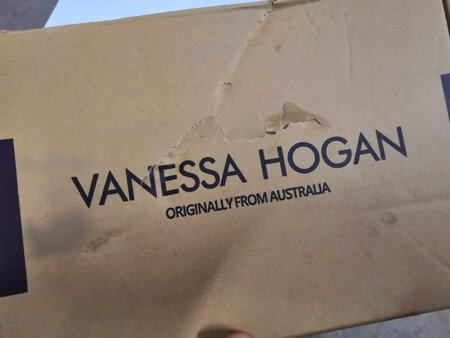 VANESSA HOGAN
ORIGINALLY FROM AUSTRALIA